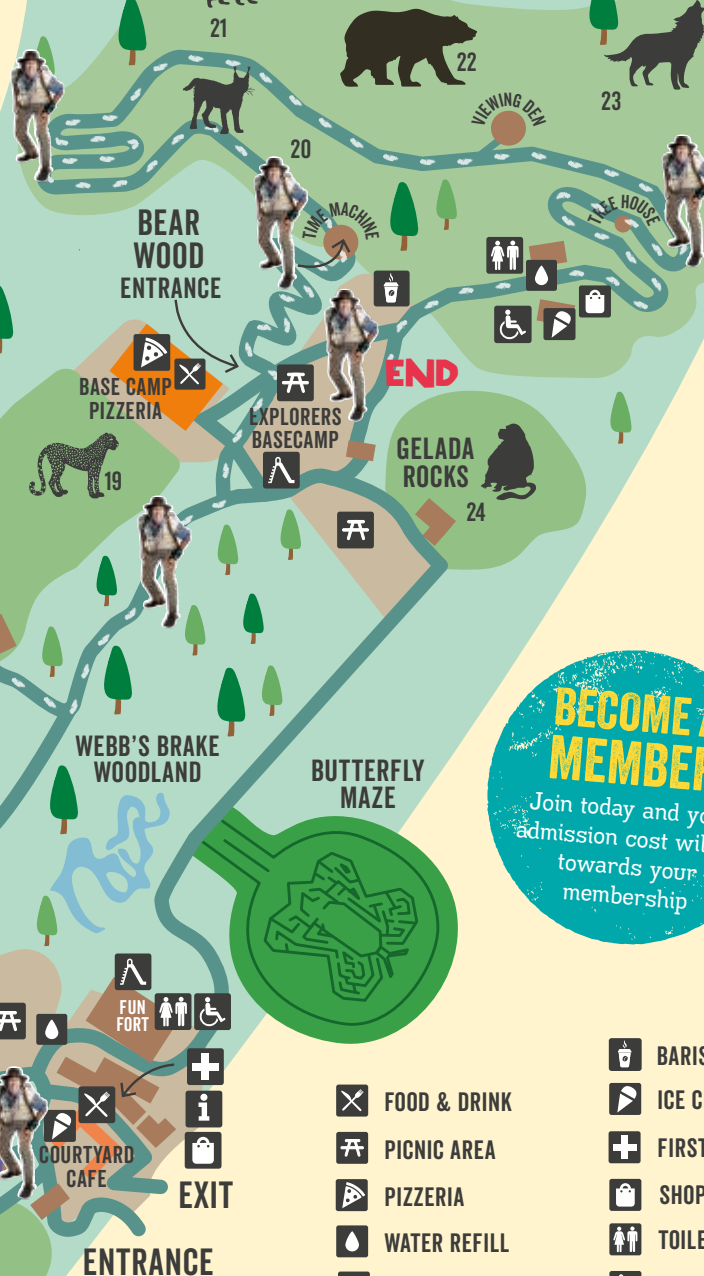 21
22
23
VIEWING DEN
20
TREE HOUSE
TIME MACHINE
BEAR
WOOD
ENTRANCE
END
BASE CAMP
PIZZERIA
EXPLORERS
BASECAMP
GELADA
ROCKS
19
24
WEBB'S BRAKE
WOODLAND
BUTTERFLY
MAZE
BECOME
MEMBER
Join today and
admission cost
towards your
membership
FUN
FORT
COURTYARD
CAFE
EXIT
ENTRANCE
FOOD & DRINK
PICNIC AREA
PIZZERIA
WATER REFILL
BARIS
ICE C
FIRST
SHOP
TOILE